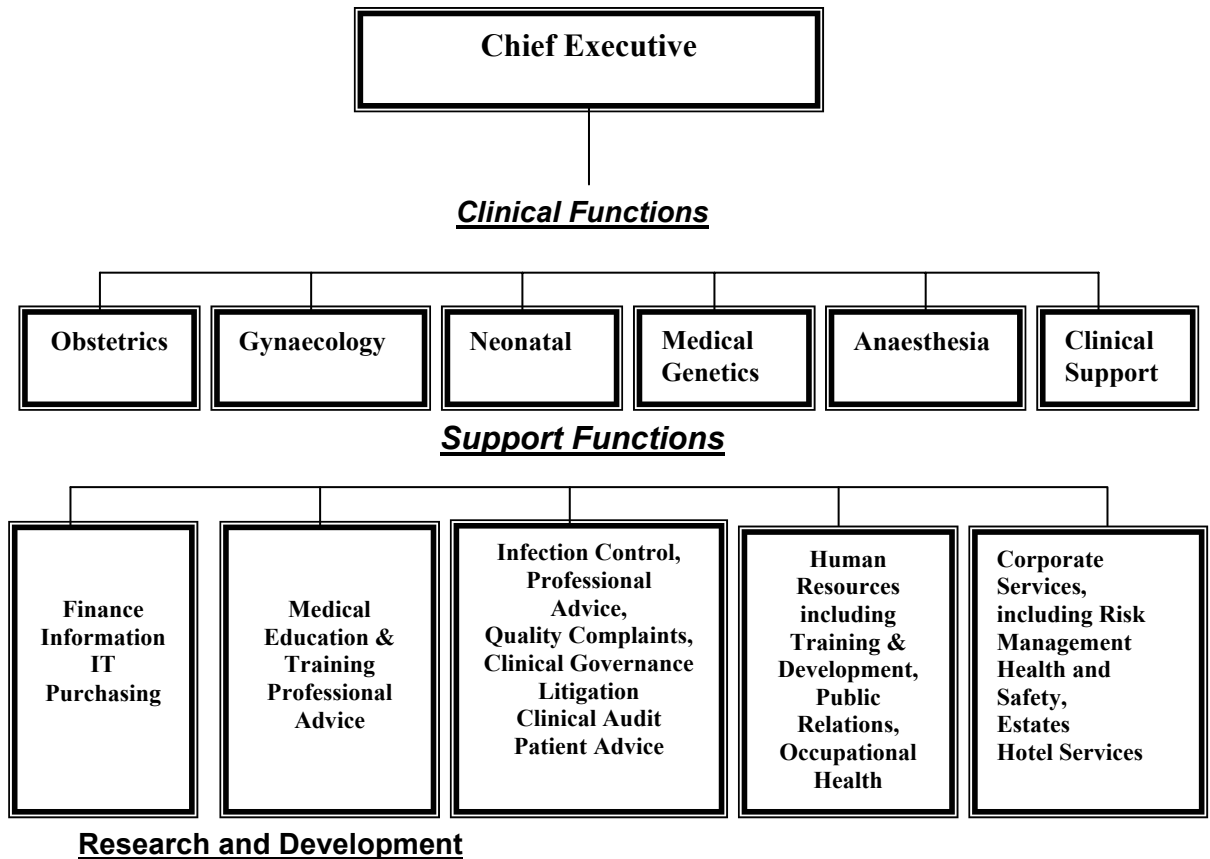 Chief Executive
Clinical Functions
Obstetrics
Gynaecology
Neonatal
Medical
Genetics
Anaesthesia
Clinical
Support
Support Functions
Finance
Information
IT
Purchasing
Medical
Education &
Training
Professional
Advice
Infection Control,
Professional
Advice,
Quality Complaints,
Clinical Governance
Litigation
Clinical Audit
Patient Advice
Human
Resources
including
Training &
Development,
Public
Relations,
Occupational
Health
Corporate
Services,
including Risk
Management
Health and
Safety,
Estates
Hotel Services
Research and Development